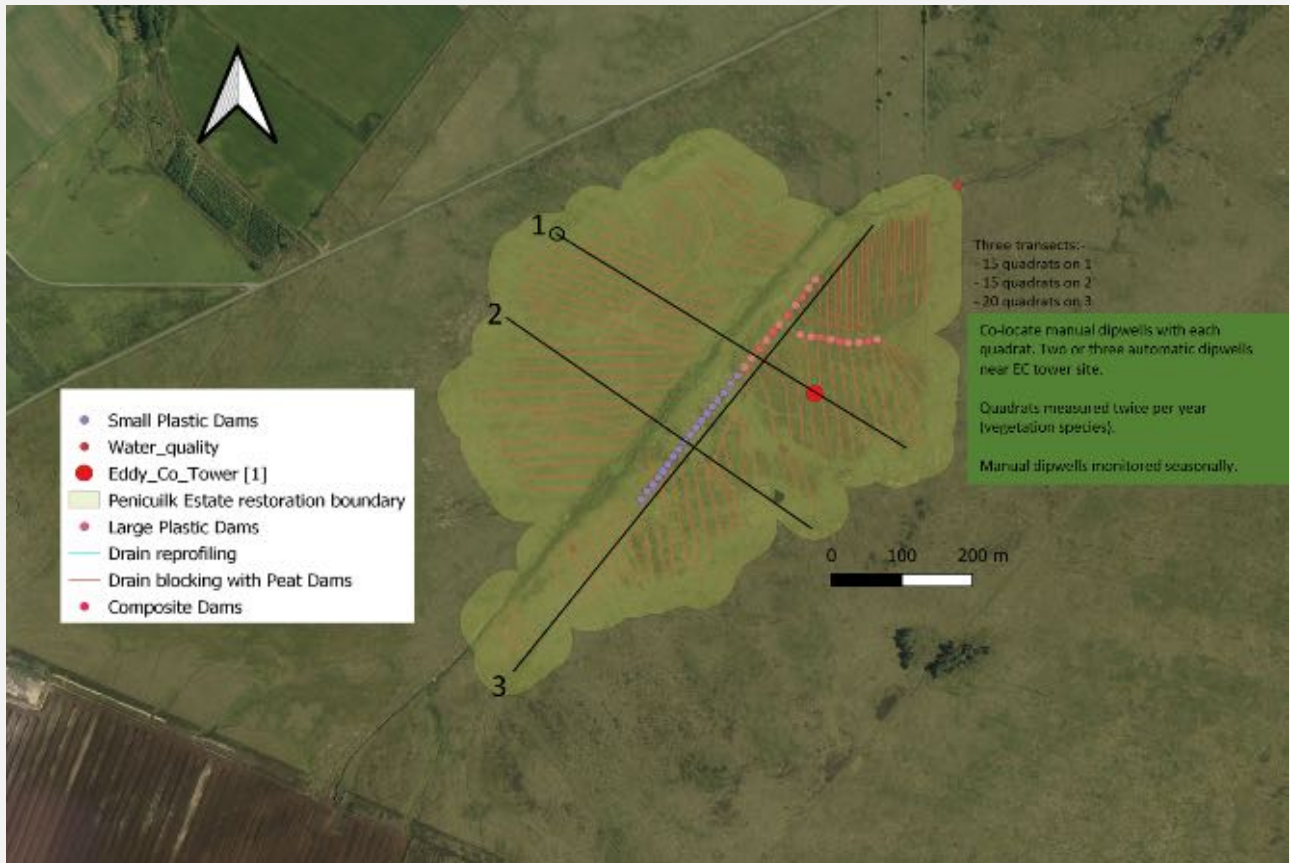 1
2
3
Three transects:-
- 15 quadrats on 1
- 15 quadrats on 2
- 20 quadrats on 3
Co-locate manual dipwells with each
quadrat. Two or three automatic dipwells
near EC tower site.
Quadrats measured twice per year
(vegetation species).
Manual dipwells monitored seasonally.
Small Plastic Dams
Water_quality
Eddy_Co_Tower [1]
Penicuilk Estate restoration boundary
Large Plastic Dams
Drain reprofiling
Drain blocking with Peat Dams
Composite Dams
0 100 200 m